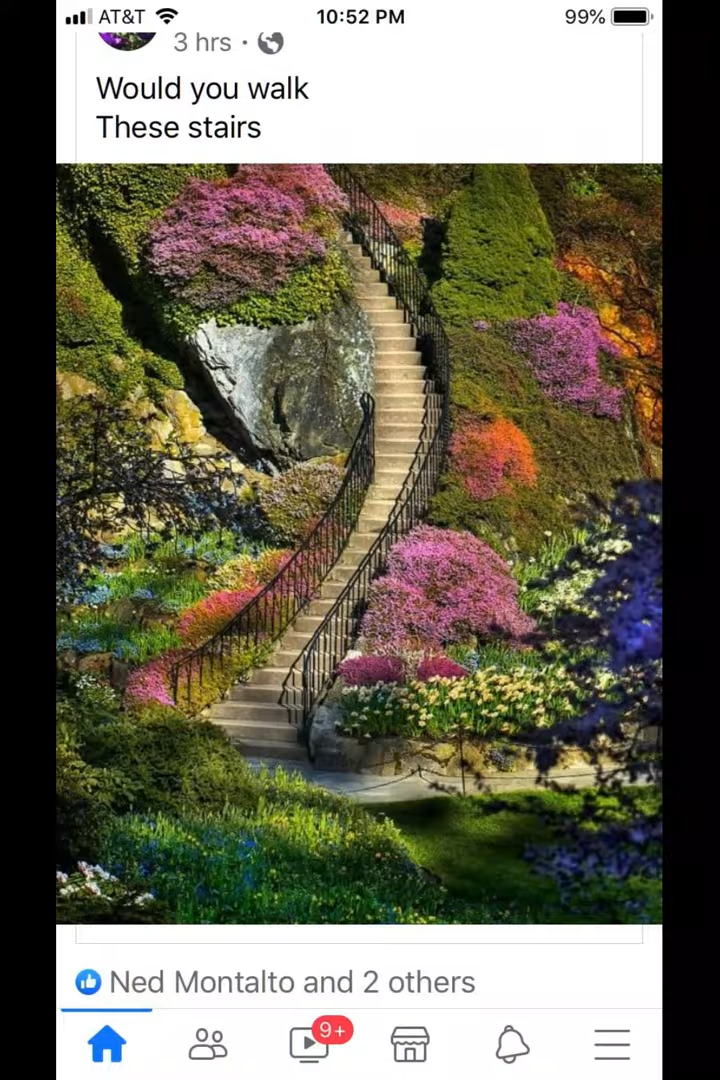 AT&T
10:52 PM
99%
3 hrs ·
Would you walk
These stairs
Ned Montalto and 2 others
9+